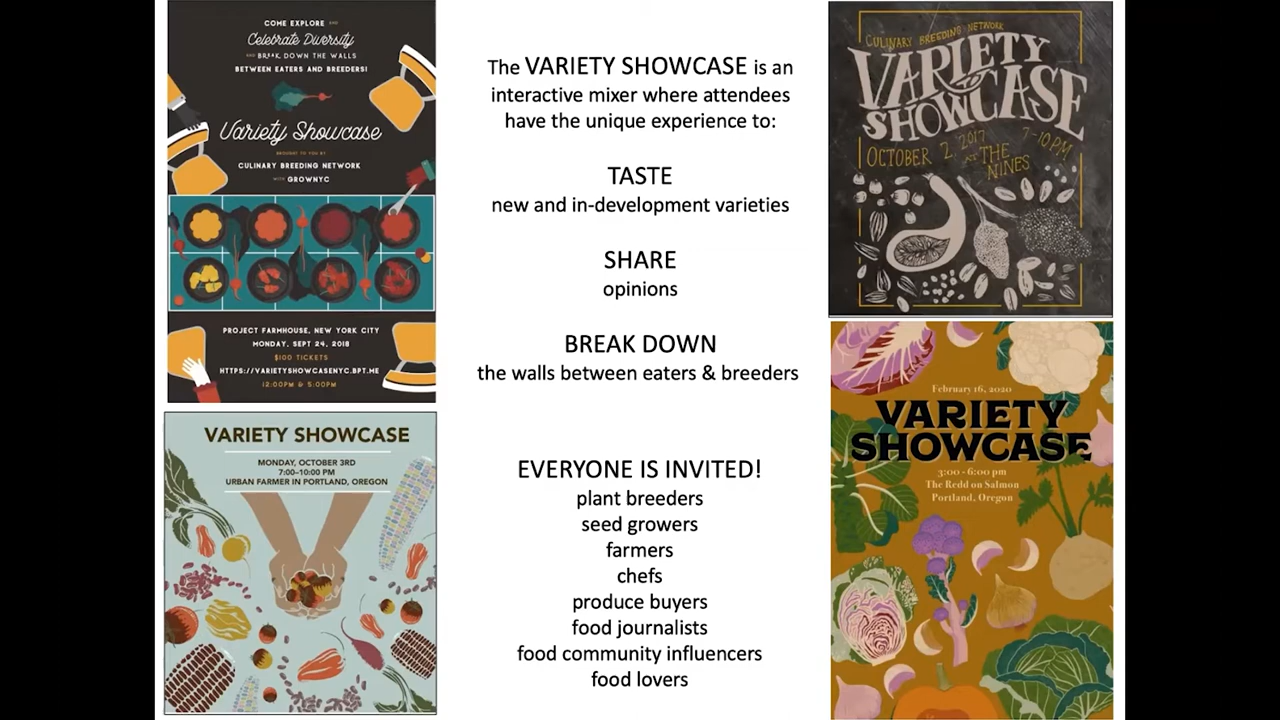 COME EXPLORE AND
Celebrate Diversity
AND BREAK DOWN THE WALLS
BETWEEN EATERS AND BREEDERS!
Variety Showcase
BROUGHT TO YOU BY
CULINARY BREEDING NETWORK
WITH GROWNYC
PROJECT FARMHOUSE, NEW YORK CITY
MONDAY, SEPT 24, 2018
$100 TICKETS
HTTPS://VARIETYSHOWCASENYC.BPT.ME
12:00PM & 5:00PM
VARIETY SHOWCASE
MONDAY, OCTOBER 3RD
7:00–10:00 PM
URBAN FARMER IN PORTLAND, OREGON
The VARIETY SHOWCASE is an
interactive mixer where attendees
have the unique experience to:
TASTE
new and in-development varieties
SHARE
opinions
BREAK DOWN
the walls between eaters & breeders
EVERYONE IS INVITED!
plant breeders
seed growers
farmers
chefs
produce buyers
food journalists
food community influencers
food lovers
CULINARY BREEDING NETWORK
VARIETY
SHOWCASE
OCTOBER 2, 2017 7-10PM
AT THE
NINES
February 16, 2020
VARIETY
SHOWCASE
3:00 - 6:00 pm
The Redd on Salmon
Portland, Oregon